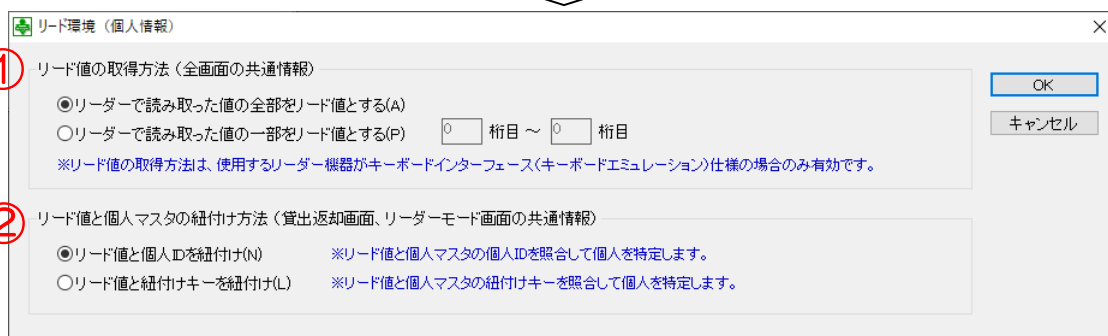 リード環境（個人情報）
①
リード値の取得方法（全画面の共通情報）
リーダーで読み取った値の全部をリード値とする(A)
リーダーで読み取った値の一部をリード値とする(P) 0 桁目 ～ 0 桁目
※リード値の取得方法は、使用するリーダー機器がキーボードインターフェース（キーボードエミュレーション）仕様の場合のみ有効です。
OK
キャンセル
②
リード値と個人マスタの紐付け方法（貸出返却画面、リーダーモード画面の共通情報）
リード値と個人IDを紐付け(N) ※リード値と個人マスタの個人IDを照合して個人を特定します。
リード値と紐付けキーを紐付け(L) ※リード値と個人マスタの紐付けキーを照合して個人を特定します。